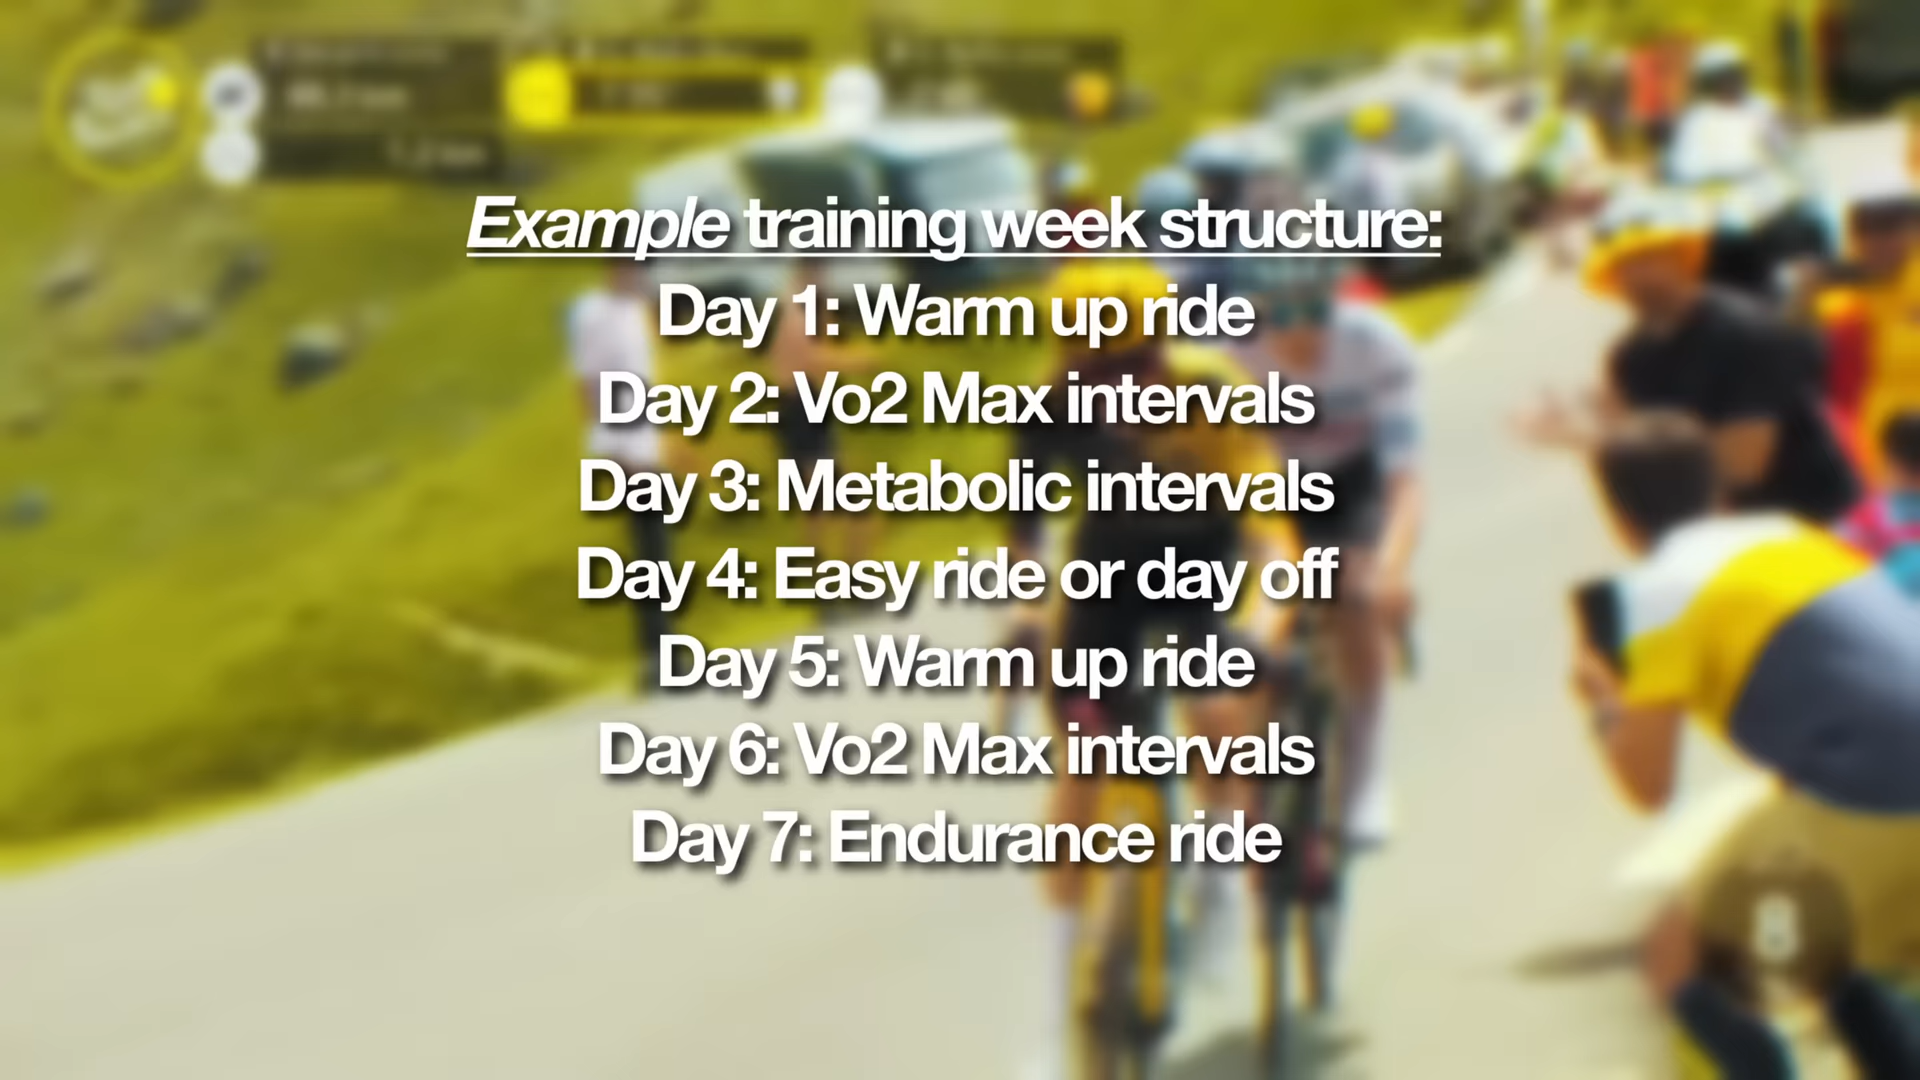 Example training week structure:
Day 1: Warm up ride
Day 2: Vo2 Max intervals
Day 3: Metabolic intervals
Day 4: Easy ride or day off
Day 5: Warm up ride
Day 6: Vo2 Max intervals
Day 7: Endurance ride